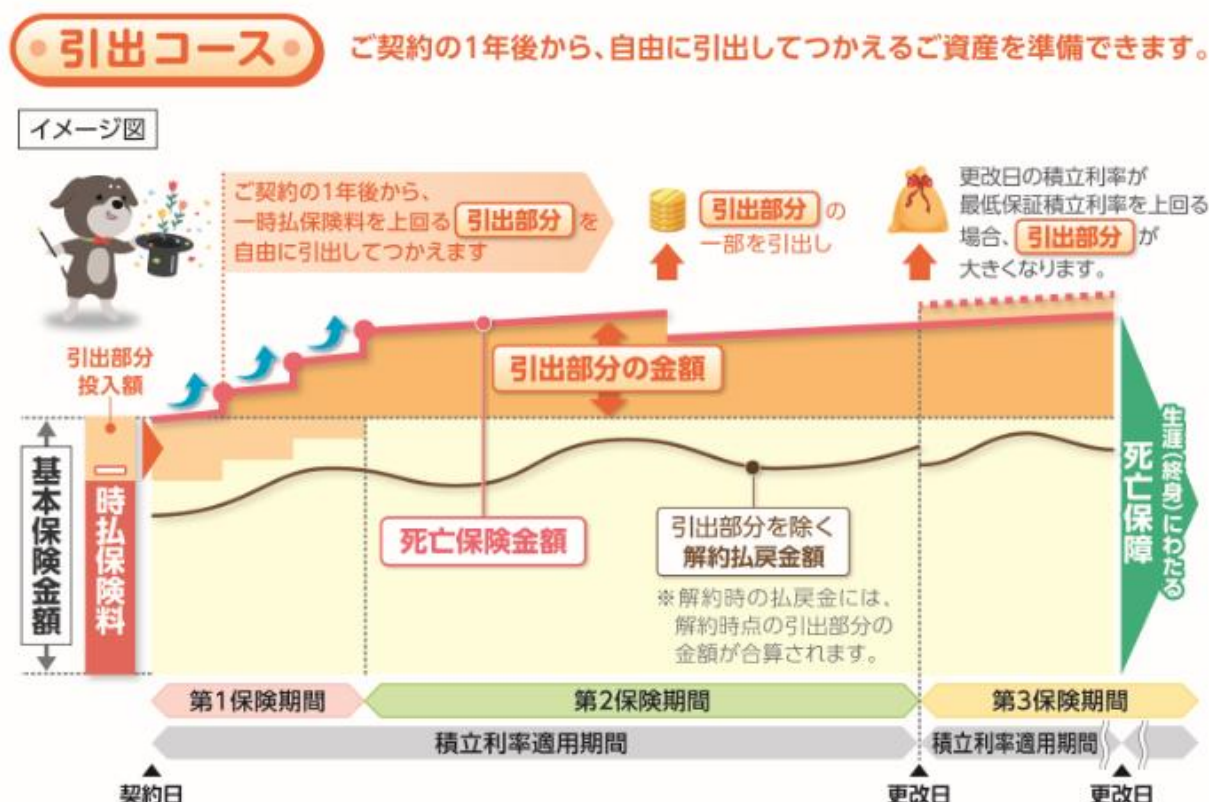 引出コース
ご契約の1年後から、自由に引出してつかえるご資産を準備できます。
イメージ図
ご契約の1年後から、
一時払保険料を上回る 引出部分 を
自由に引出してつかえます
引出部分 の
一部を引出し
更改日の積立利率が
最低保証積立利率を上回る
場合、引出部分 が
大きくなります。
引出部分
投入額
引出部分の金額
基本保険金額
一時払保険料
死亡保険金額
引出部分を除く
解約払戻金額
※解約時の払戻金には、
解約時点の引出部分の
金額が合算されます。
生涯(終身)にわたる
死亡保障
第1保険期間
第2保険期間
第3保険期間
積立利率適用期間
積立利率適用期間
契約日
更改日
更改日